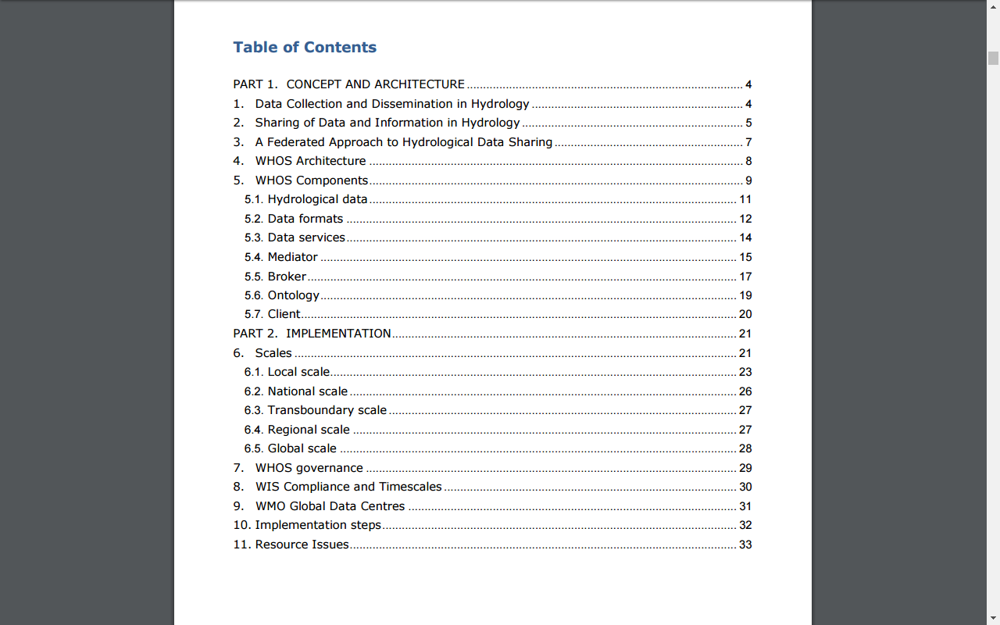 Table of Contents
PART 1. CONCEPT AND ARCHITECTURE 4
1. Data Collection and Dissemination in Hydrology 4
2. Sharing of Data and Information in Hydrology 5
3. A Federated Approach to Hydrological Data Sharing 7
4. WHOS Architecture 8
5. WHOS Components 9
5.1. Hydrological data 11
5.2. Data formats 12
5.3. Data services 14
5.4. Mediator 15
5.5. Broker 17
5.6. Ontology 19
5.7. Client 20
PART 2. IMPLEMENTATION 21
6. Scales 21
6.1. Local scale 23
6.2. National scale 26
6.3. Transboundary scale 27
6.4. Regional scale 27
6.5. Global scale 28
7. WHOS governance 29
8. WIS Compliance and Timescales 30
9. WMO Global Data Centres 31
10. Implementation steps 32
11. Resource Issues 33